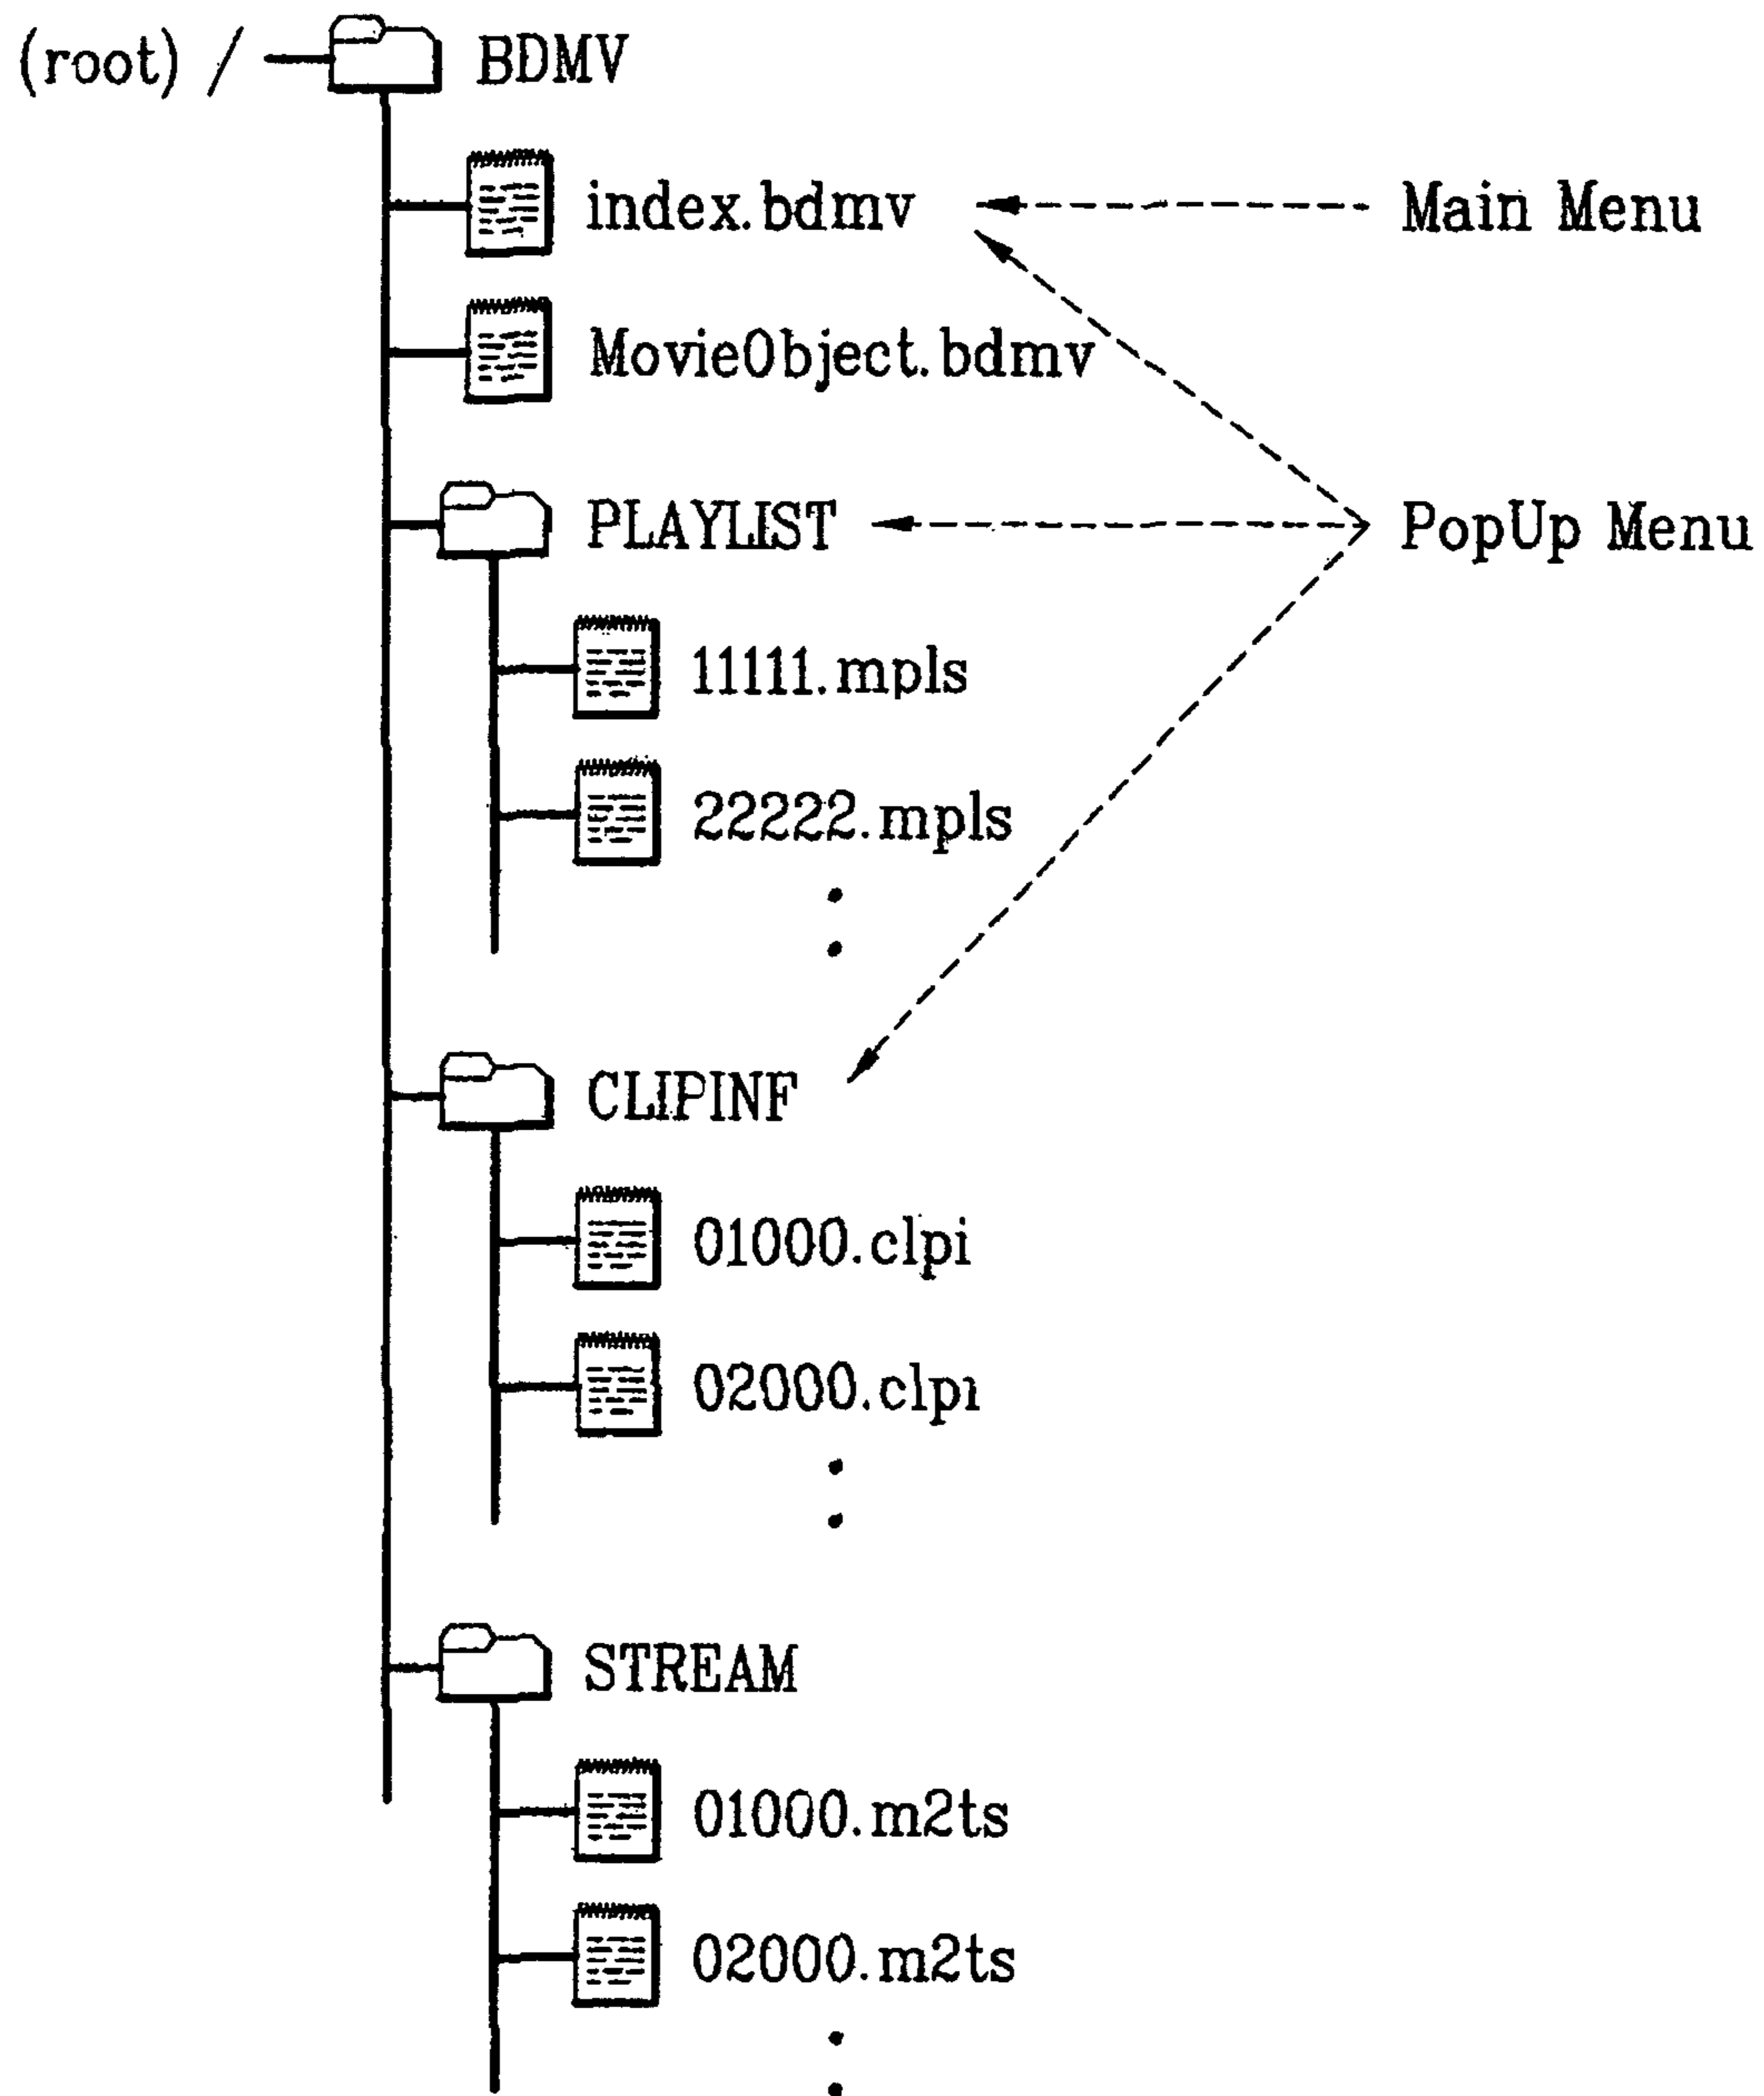 (root) / BDMV
index.bdmv
Main Menu
MovieObject.bdmv
PLAYLIST
PopUp Menu
11111.mpls
22222.mpls
CLIPINF
01000.clpi
02000.clpi
STREAM
01000.m2ts
02000.m2ts